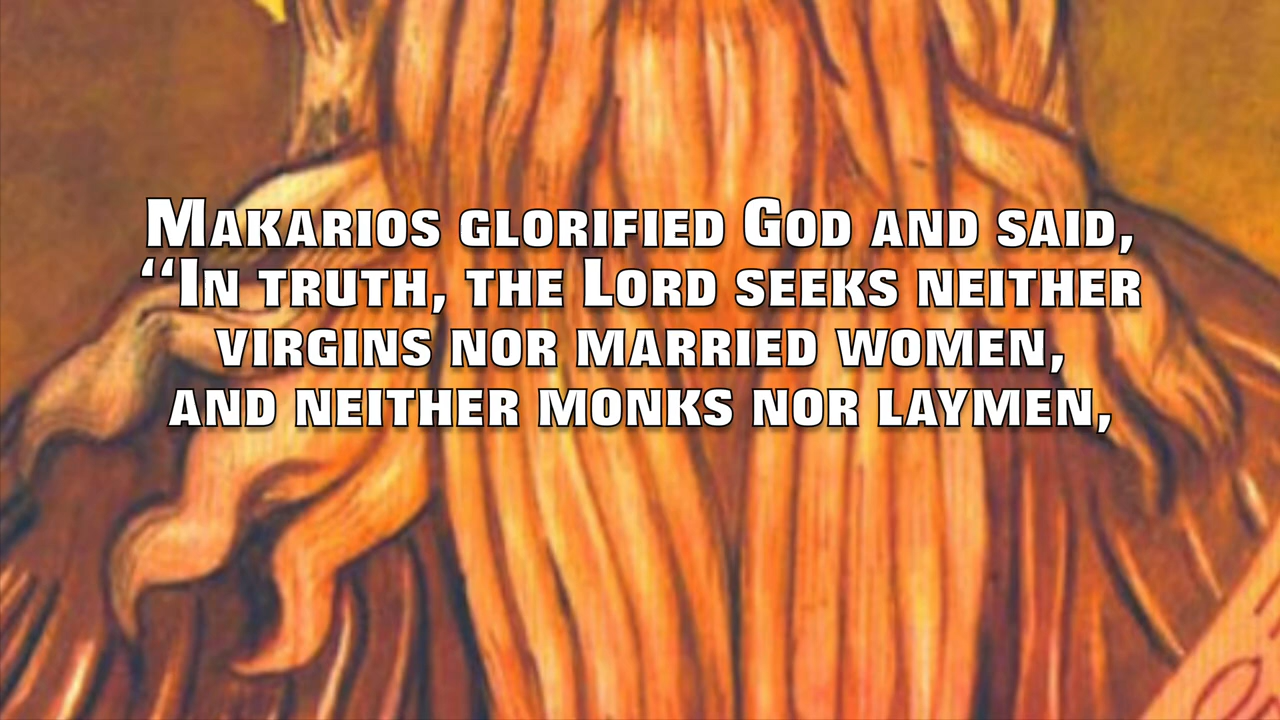 Makarios glorified God and said,
“In truth, the Lord seeks neither
virgins nor married women,
and neither monks nor laymen,